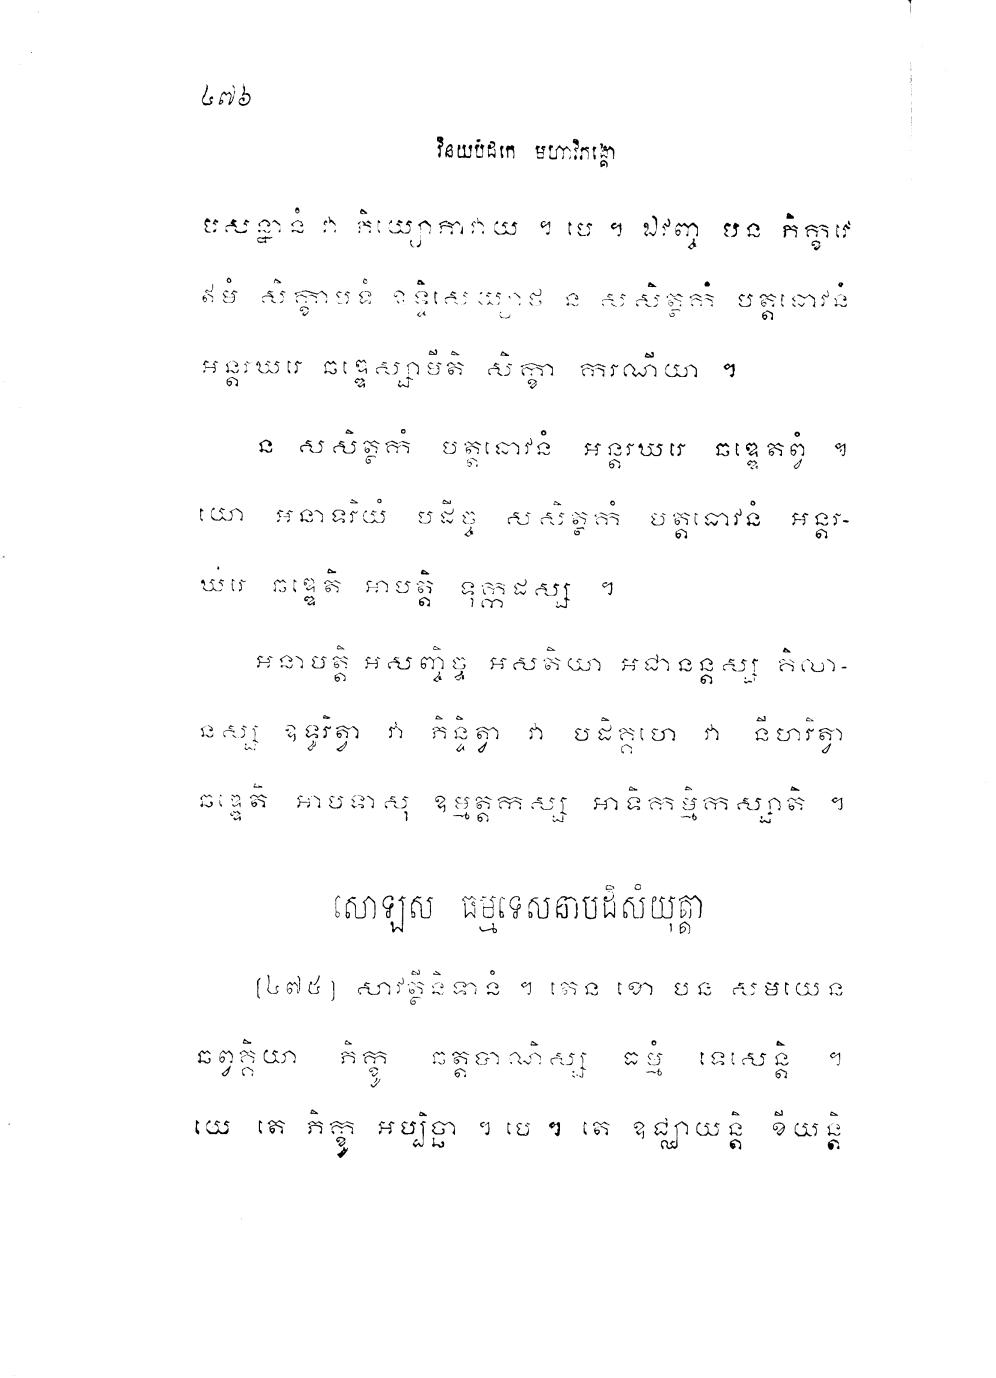 ៤៧៦
វិនយបិដកេ មហាវិភង្គោ
បសន្នានំ វា ភិយ្យោភាវាយ ។ បេ ។ ឯវញ្ច បន ភិក្ខវេ
ឥមំ សិក្ខាបទំ ឧទ្ទិសេយ្យាថ ន សសិត្ថកំ បត្តធោវនំ
អន្តរឃរេ ឆឌ្ឌេស្សាមីតិ សិក្ខា ករណីយា ។
ន សសិត្ថកំ បត្តធោវនំ អន្តរឃរេ ឆឌ្ឌេតព្វំ ។
យោ អនាទរិយំ បដិច្ច សសិត្ថកំ បត្តធោវនំ អន្តរ-
ឃរេ ឆឌ្ឌេតិ អាបត្តិ ទុក្កដស្ស ។
អនាបត្តិ អសញ្ចិច្ច អសតិយា អជានន្តស្ស គិលា-
នស្ស ឧទ្ធរិត្វា វា ភិន្ទិត្វា វា បដិគ្គហេ វា នីហរិត្វា
ឆឌ្ឌេតិ អាបទាសុ ឧម្មត្តកស្ស អាទិកម្មិកស្សាតិ ។
សោឡស ធម្មទេសនាបដិសំយុត្តា
[៤៧៥] សាវត្ថីនិទានំ ។ តេន ខោ បន សមយេន
ឆព្វគ្គិយា ភិក្ខូ ឆត្តបាណិស្ស ធម្មំ ទេសេន្តិ ។
យេ តេ ភិក្ខូ អប្បិច្ឆា ។ បេ ។ តេ ឧជ្ឈាយន្តិ ខីយន្តិ